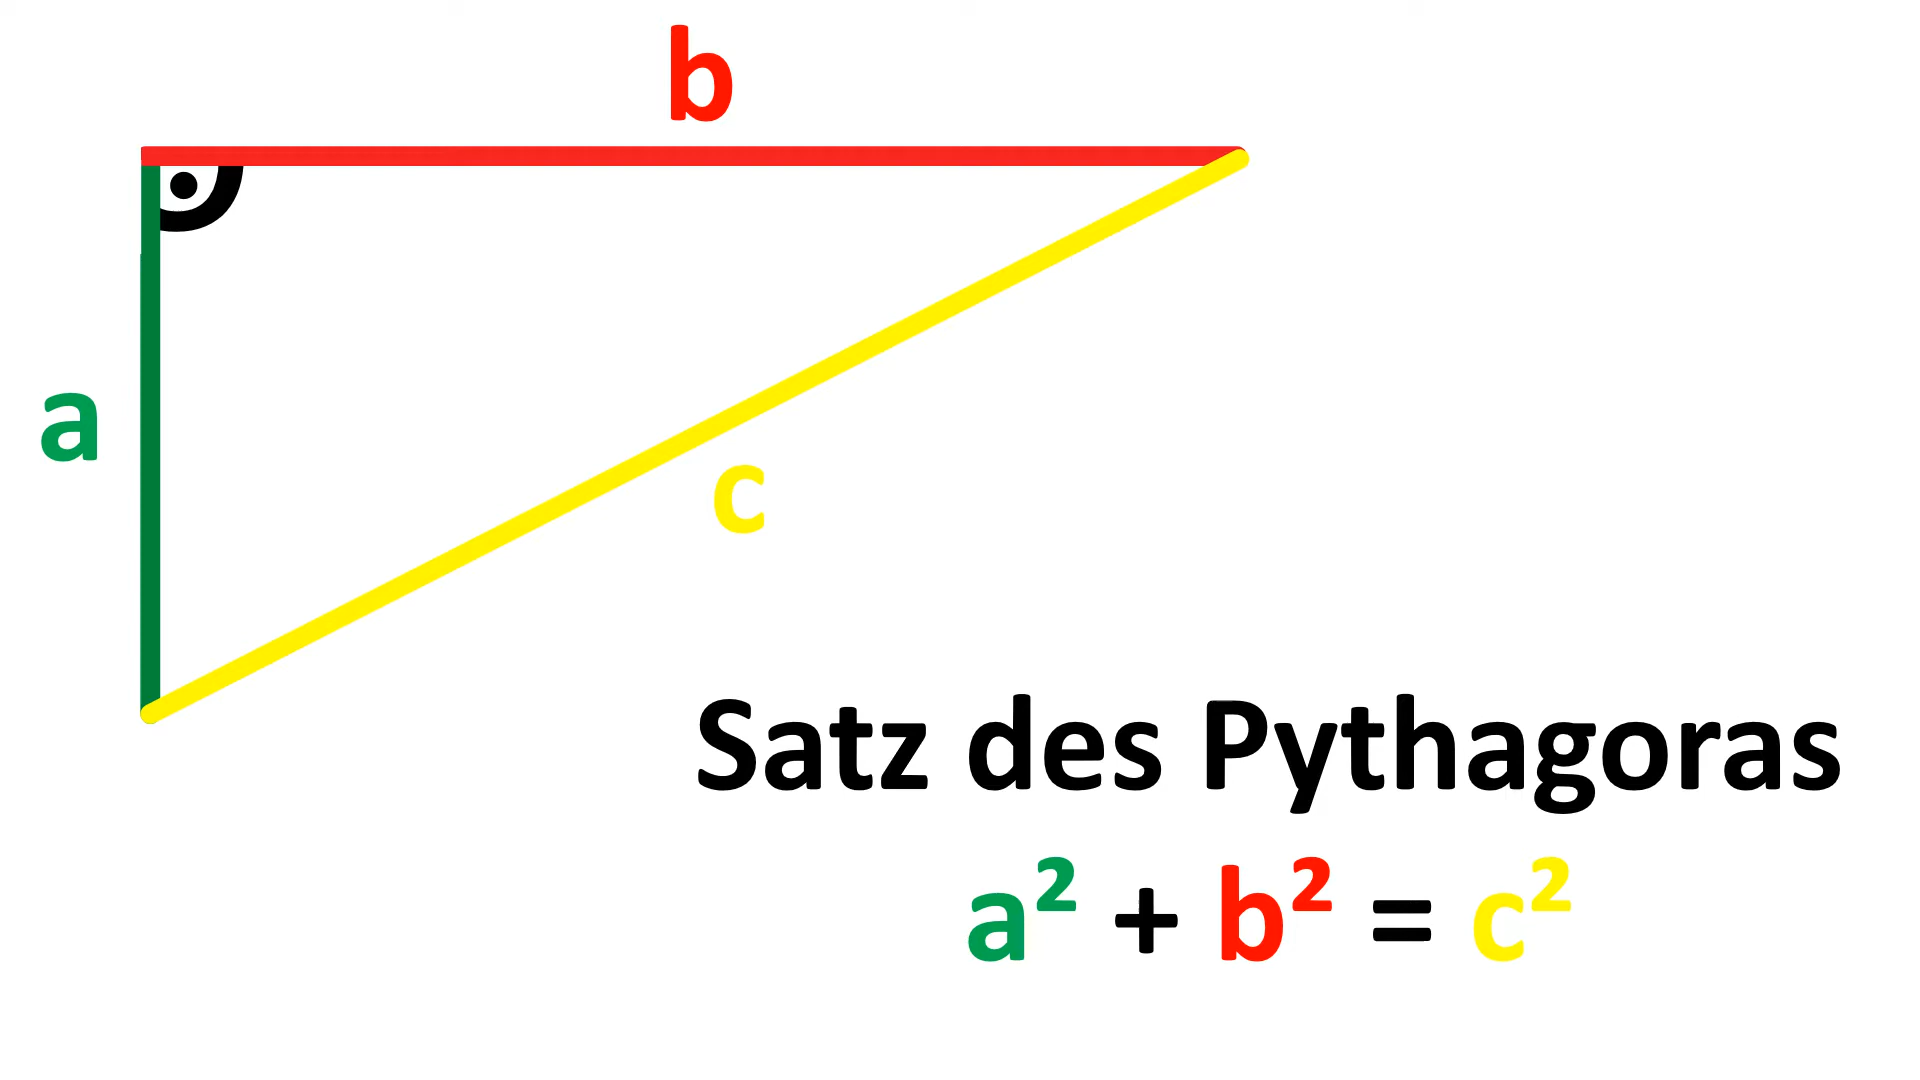 b
a
c
Satz des Pythagoras
a² + b² = c²